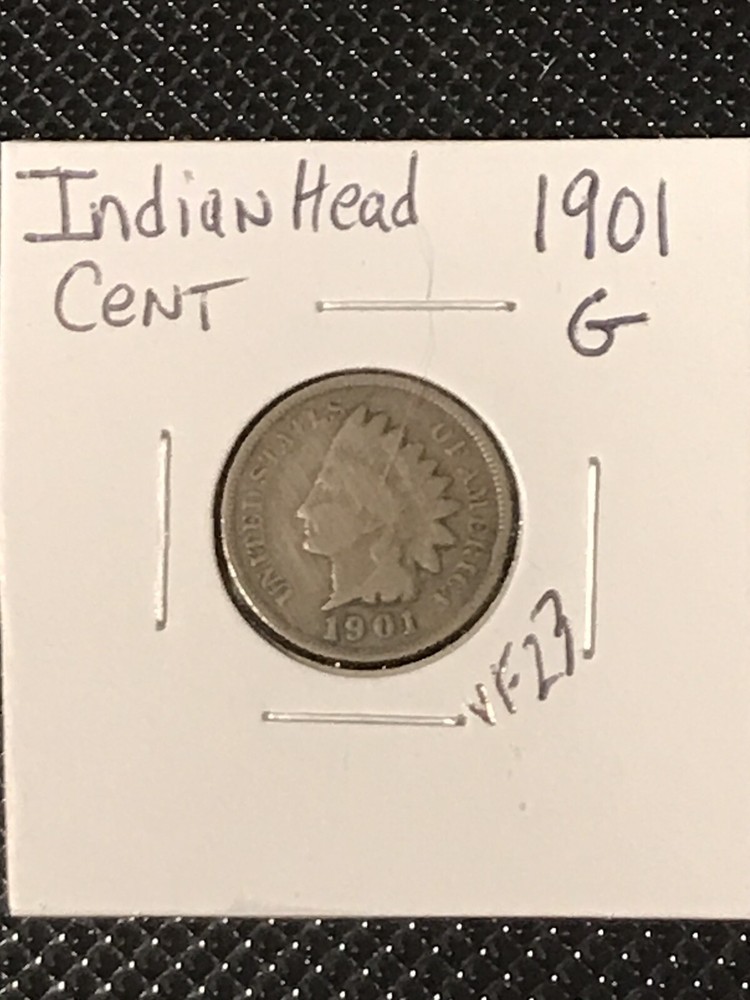 Indian Head 1901
Cent G
UNITED STATES OF AMERICA
1901
VF23